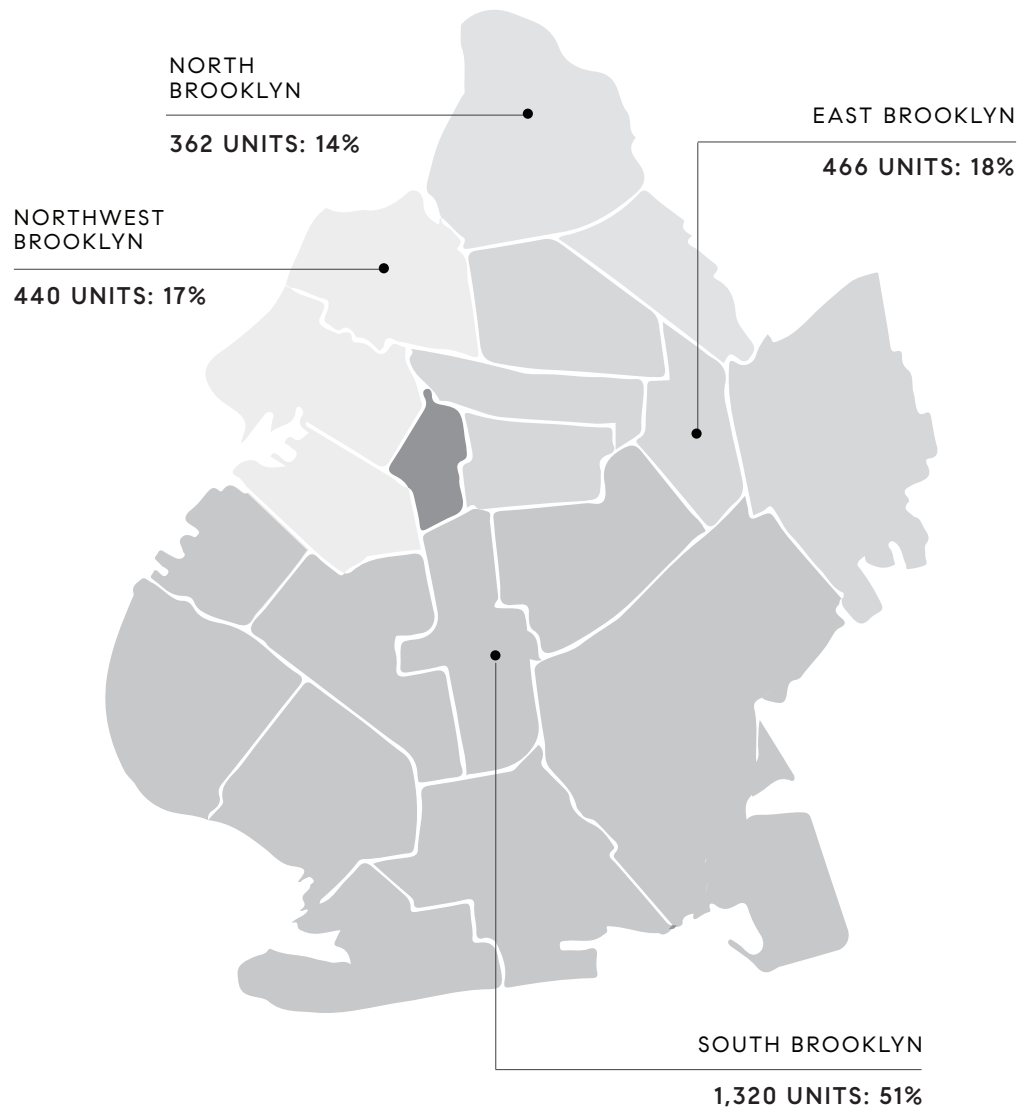 NORTH
BROOKLYN
362 UNITS: 14%
EAST BROOKLYN
466 UNITS: 18%
NORTHWEST
BROOKLYN
440 UNITS: 17%
SOUTH BROOKLYN
1,320 UNITS: 51%